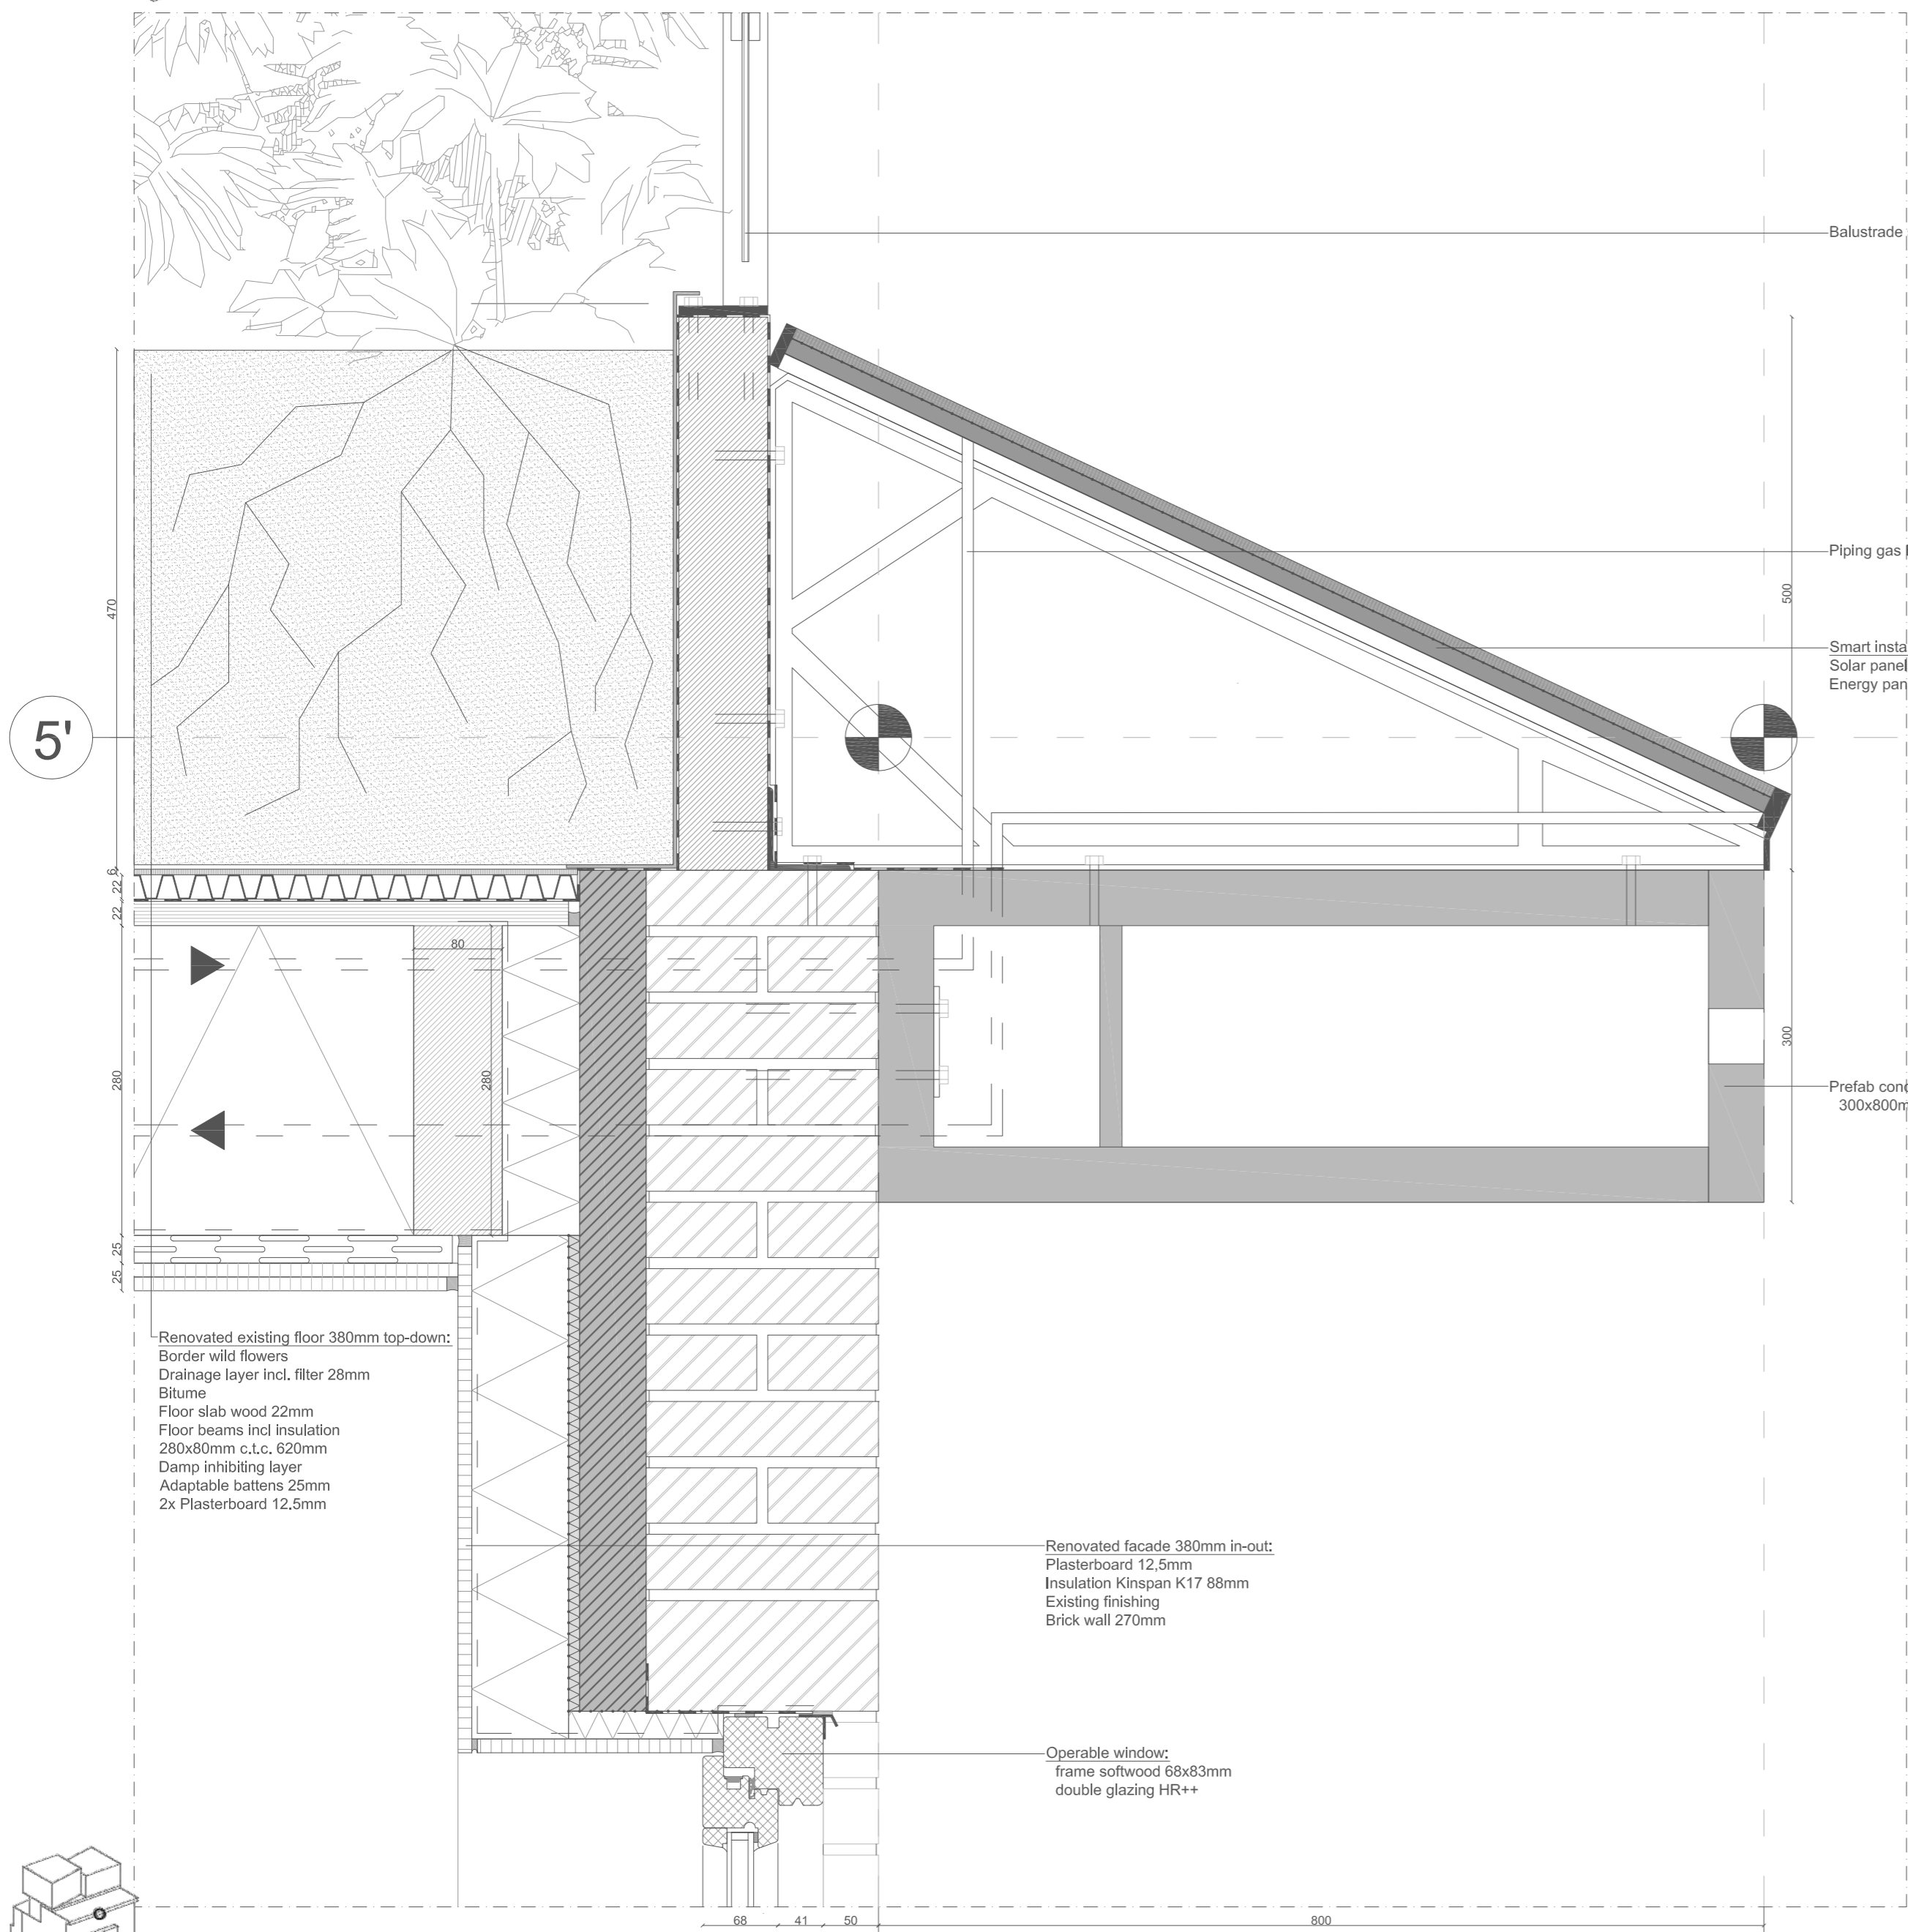 Balustrade
Piping gas
500
470
Smart insta
Solar panel
Energy pan
5'
6
22
22
80
280
280
300
Prefab conc
300x800m
25
25
Renovated existing floor 380mm top-down:
Border wild flowers
Drainage layer incl. filter 28mm
Bitume
Floor slab wood 22mm
Floor beams incl insulation
280x80mm c.t.c. 620mm
Damp inhibiting layer
Adaptable battens 25mm
2x Plasterboard 12.5mm
Renovated facade 380mm in-out:
Plasterboard 12,5mm
Insulation Kinspan K17 88mm
Existing finishing
Brick wall 270mm
Operable window:
frame softwood 68x83mm
double glazing HR++
68 41 50 800